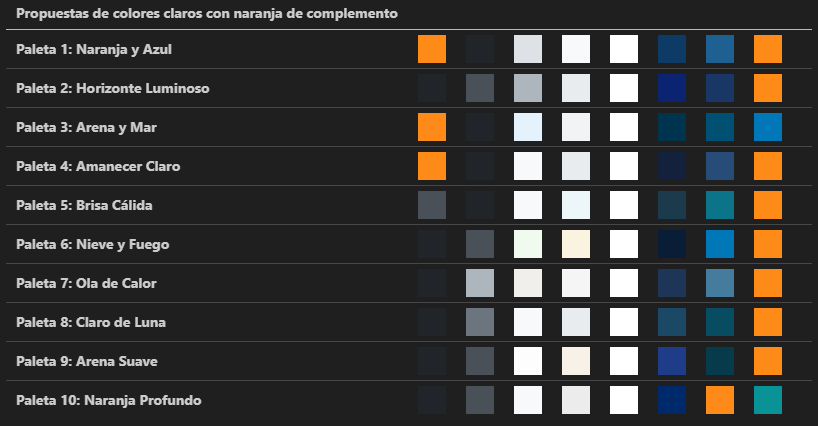 Propuestas de colores claros con naranja de complemento
Paleta 1: Naranja y Azul
Paleta 2: Horizonte Luminoso
Paleta 3: Arena y Mar
Paleta 4: Amanecer Claro
Paleta 5: Brisa Cálida
Paleta 6: Nieve y Fuego
Paleta 7: Ola de Calor
Paleta 8: Claro de Luna
Paleta 9: Arena Suave
Paleta 10: Naranja Profundo